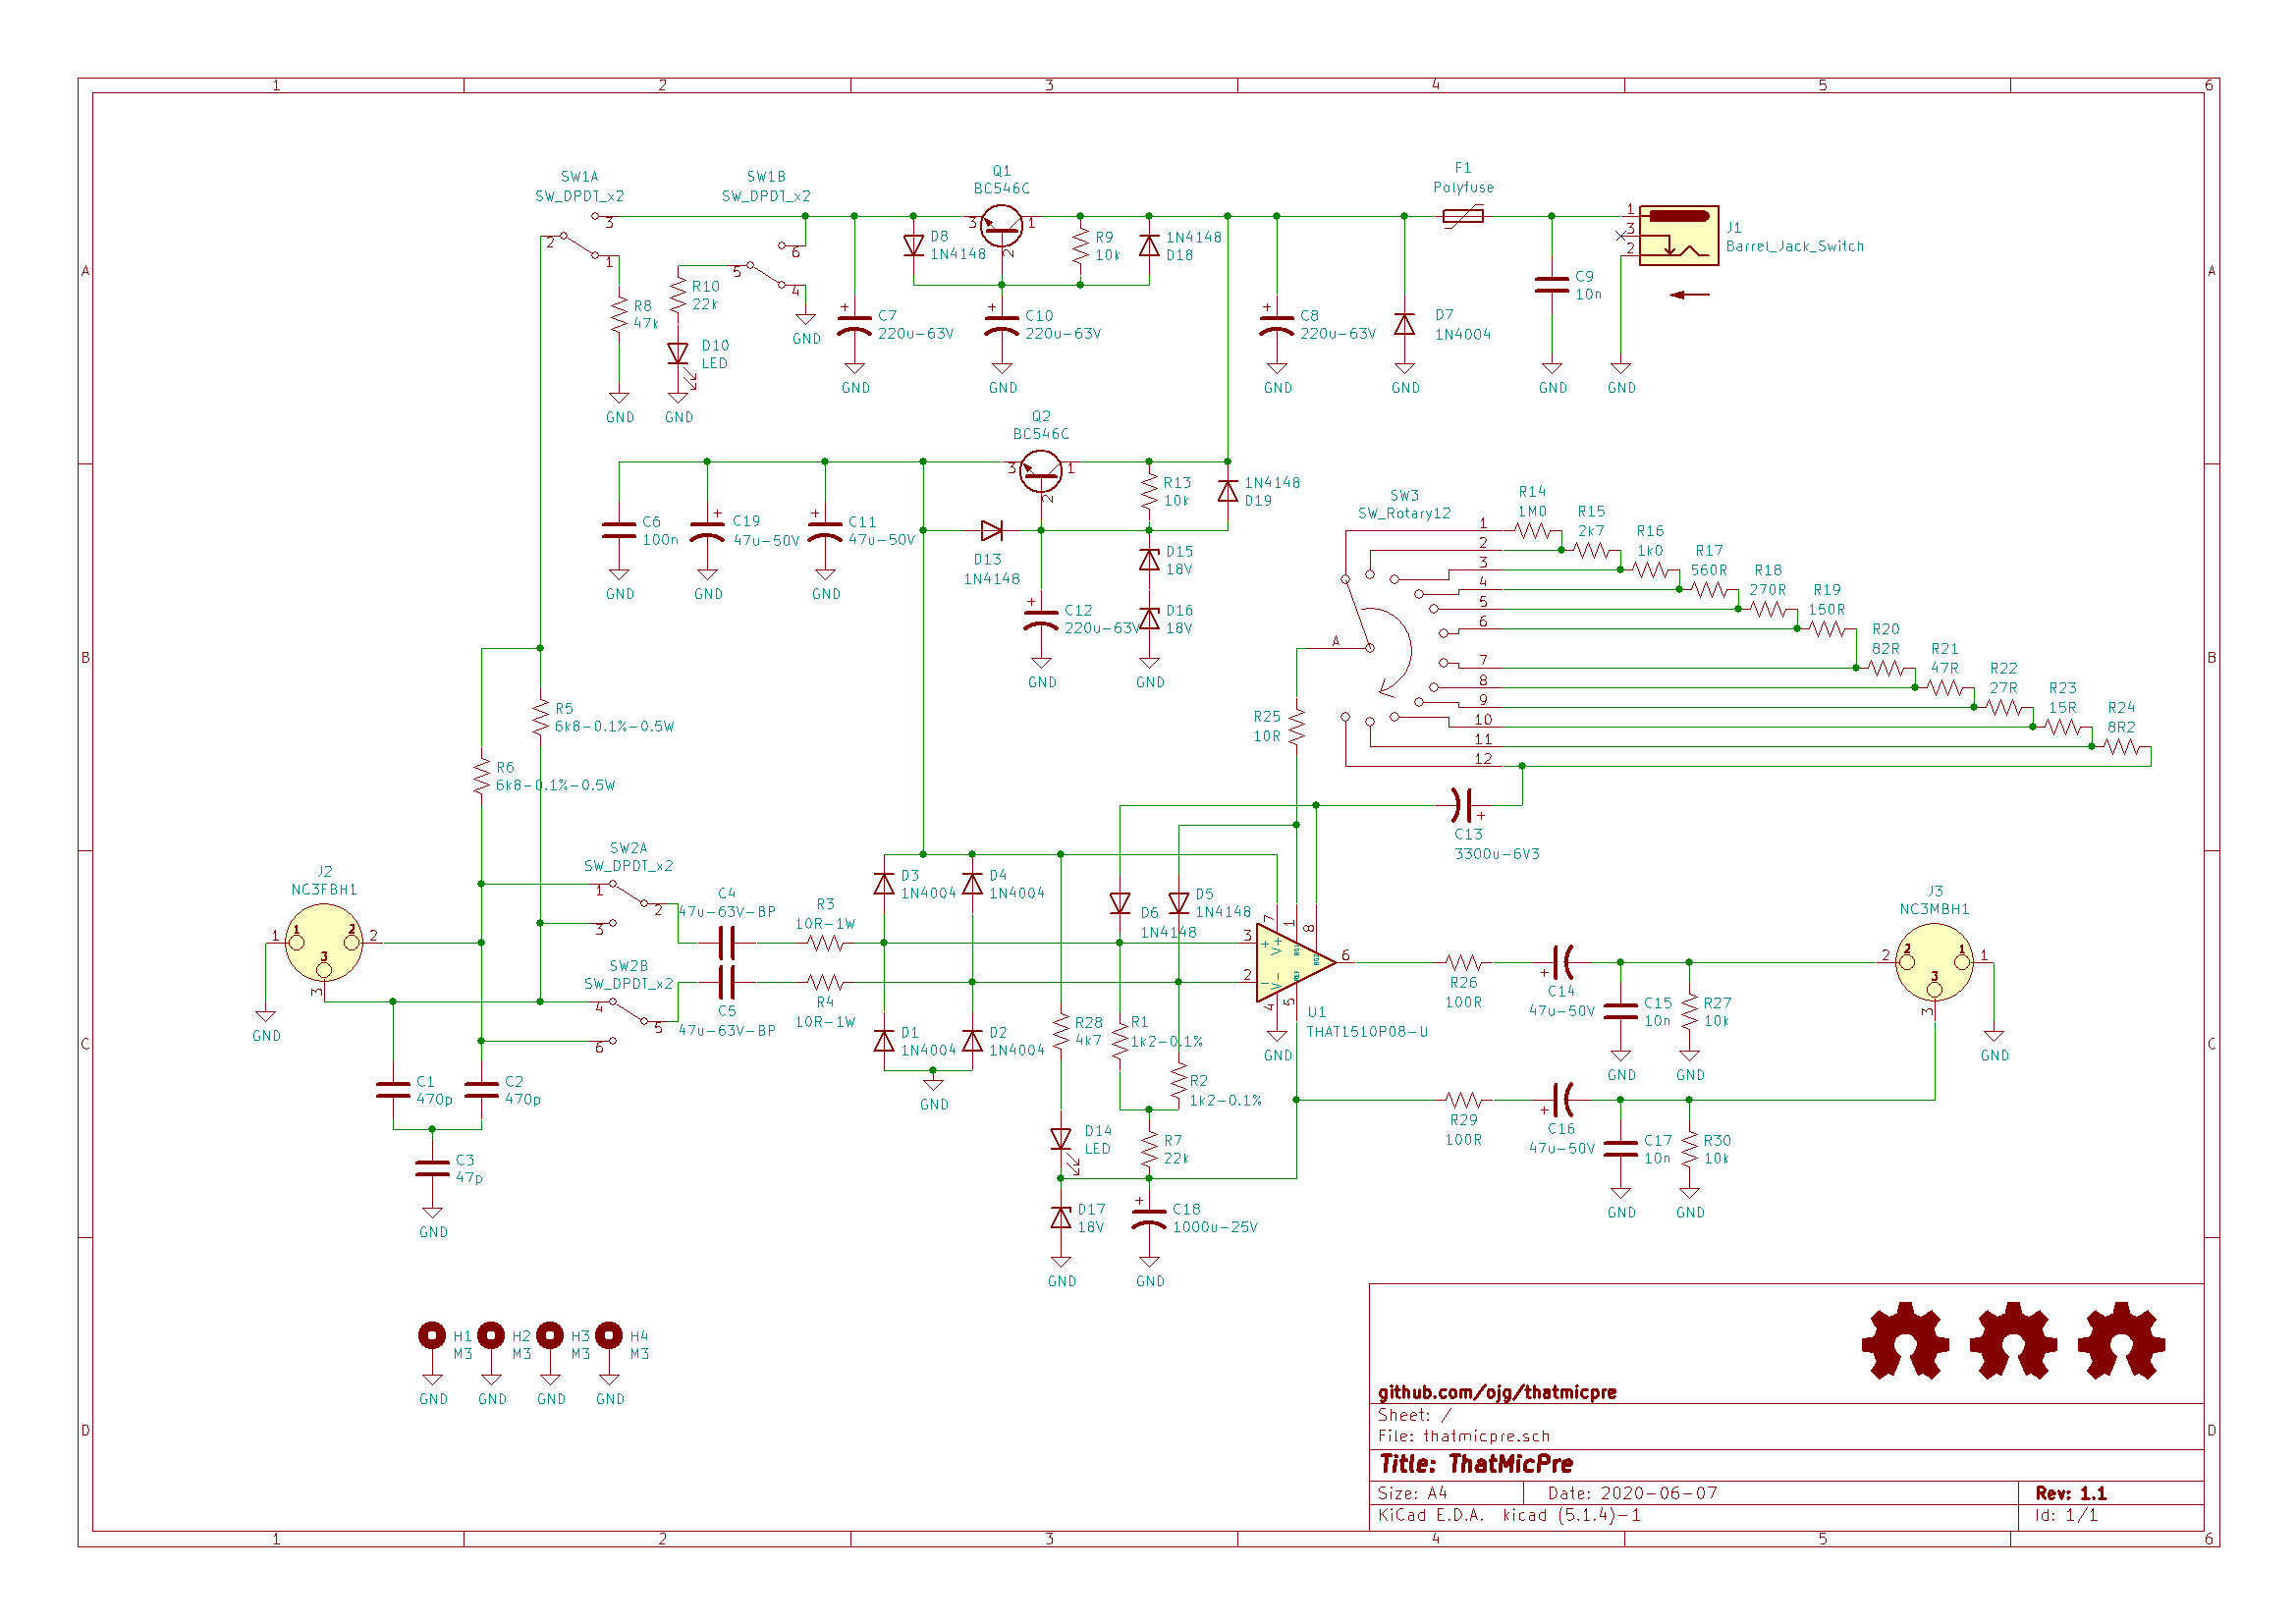 1 2 3 4 5 6
A A
B B
C C
D D
1 2 3 4 5 6
SW1A
SW_DPDT_x2
3
2
1
SW1B
SW_DPDT_x2
6
5
4
Q1
BC546C
3 1
2
F1
Polyfuse
1
3
2
J1
Barrel_Jack_Switch
D8
1N4148
R9
10k
1N4148
D18
R10
22k
R8
47k
D10
LED
GND
GND
GND
+
C7
220u-63V
GND
+
C10
220u-63V
GND
+
C8
220u-63V
GND
D7
1N4004
GND
C9
10n
GND
GND
Q2
BC546C
3 1
2
R13
10k
1N4148
D19
C6
100n
GND
+
C19
47u-50V
GND
+
C11
47u-50V
GND
D13
1N4148
D15
18V
+
C12
220u-63V
GND
D16
18V
GND
SW3
SW_Rotary12
A
1
2
3
4
5
6
7
8
9
10
11
12
R14
1M0
R15
2k7
R16
1k0
R17
560R
R18
270R
R19
150R
R20
82R
R21
47R
R22
27R
R23
15R
R24
8R2
R25
10R
C13
3300u-6V3
+
R5
6k8-0.1%-0.5W
R6
6k8-0.1%-0.5W
J2
NC3FBH1
1 1 2 2
3
3
GND
SW2A
SW_DPDT_x2
1
2
3
SW2B
SW_DPDT_x2
4
5
6
C4
47u-63V-BP
C5
47u-63V-BP
R3
10R-1W
R4
10R-1W
D3
1N4004
D4
1N4004
D1
1N4004
D2
1N4004
GND
D6
1N4148
D5
1N4148
R28
4k7
R1
1k2-0.1%
R2
1k2-0.1%
7 1 8
3 + V+ RG1 RG2
6
2 - V- REF
4 5
GND
U1
THAT1510P08-U
C1
470p
C2
470p
C3
47p
GND
D14
LED
R7
22k
D17
18V
GND
+
C18
1000u-25V
GND
R26
100R
+
C14
47u-50V
C15
10n
GND
R27
10k
GND
R29
100R
+
C16
47u-50V
C17
10n
GND
R30
10k
GND
J3
NC3MBH1
2 2 1 1
3
3
GND
H1
M3
GND
H2
M3
GND
H3
M3
GND
H4
M3
GND
github.com/ojg/thatmicpre
Sheet: /
File: thatmicpre.sch
Title: ThatMicPre
Size: A4 Date: 2020-06-07 Rev: 1.1
KiCad E.D.A. kicad (5.1.4)-1 Id: 1/1